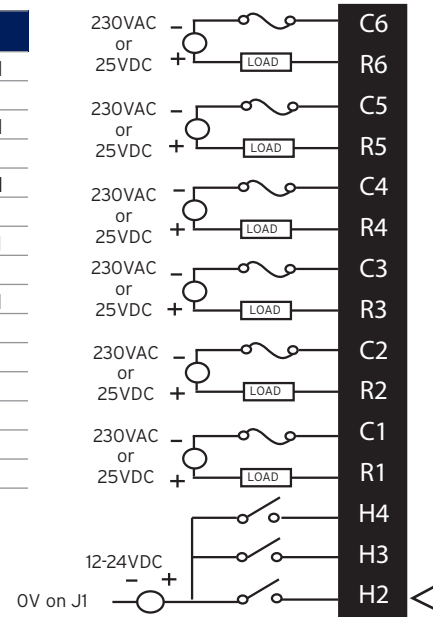 230VAC - C6
or
25VDC + LOAD R6
230VAC - C5
or
25VDC + LOAD R5
230VAC - C4
or
25VDC + LOAD R4
230VAC - C3
or
25VDC + LOAD R3
230VAC - C2
or
25VDC + LOAD R2
230VAC - C1
or
25VDC + LOAD R1
H4
H3
12-24VDC
- +
0V on J1 H2